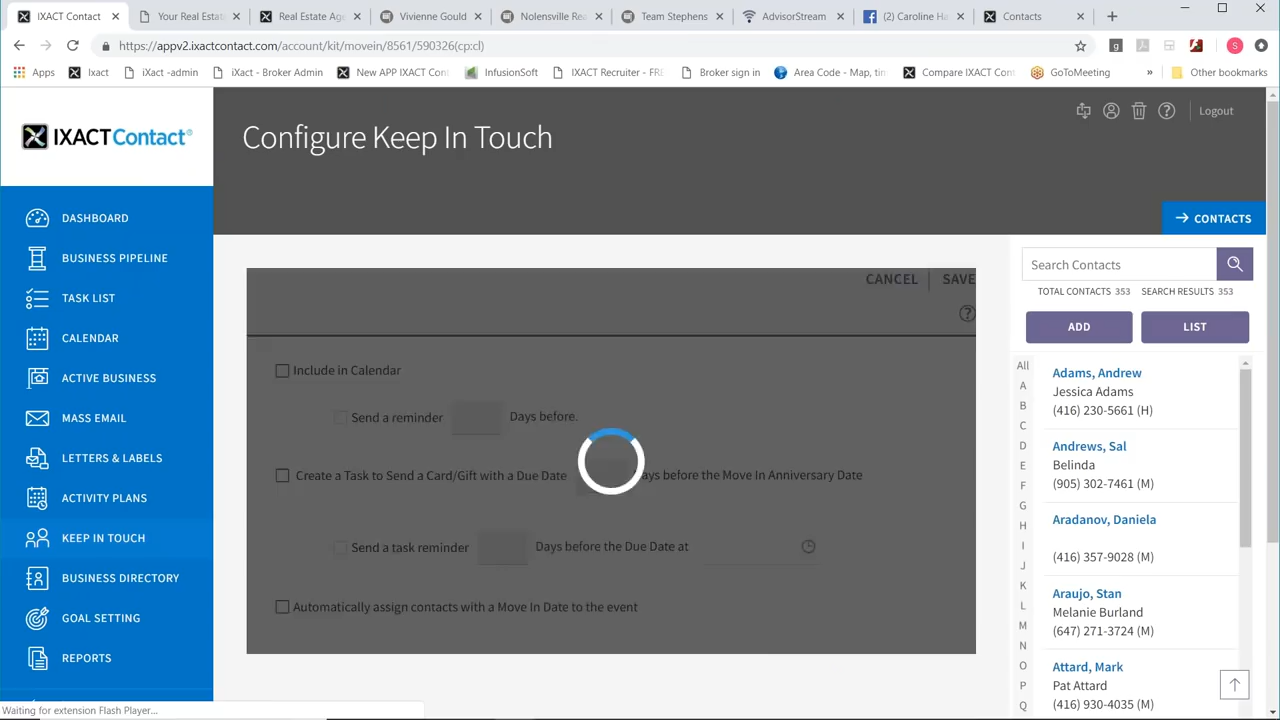 IXACT Contact
Your Real Estat
Real Estate Age
Vivienne Gould
Nolensville Rea
Team Stephens
AdvisorStream
(2) Caroline Ha
Contacts
https://appv2.ixactcontact.com/account/kit/movein/8561/590326(cp:cl)
Apps
Ixact
iXact -admin
iXact - Broker Admin
New APP IXACT Cont
InfusionSoft
IXACT Recruiter - FRE
Broker sign in
Area Code - Map, tim
Compare IXACT Cont
GoToMeeting
» Other bookmarks
IXACTContact®
Configure Keep In Touch
Logout
CONTACTS
DASHBOARD
BUSINESS PIPELINE
TASK LIST
CALENDAR
ACTIVE BUSINESS
MASS EMAIL
LETTERS & LABELS
ACTIVITY PLANS
KEEP IN TOUCH
BUSINESS DIRECTORY
GOAL SETTING
REPORTS
CANCEL SAVE
Include in Calendar
Send a reminder Days before.
Create a Task to Send a Card/Gift with a Due Date ays before the Move In Anniversary Date
Send a task reminder Days before the Due Date at
Automatically assign contacts with a Move In Date to the event
Search Contacts
TOTAL CONTACTS 353 SEARCH RESULTS 353
ADD LIST
All
A
B
C
D
E
F
G
H
I
J
K
L
M
N
O
P
Q
Adams, Andrew
Jessica Adams
(416) 230-5661 (H)
Andrews, Sal
Belinda
(905) 302-7461 (M)
Aradanov, Daniela
(416) 357-9028 (M)
Araujo, Stan
Melanie Burland
(647) 271-3724 (M)
Attard, Mark
Pat Attard
(416) 930-4035 (M)
Waiting for extension Flash Player...